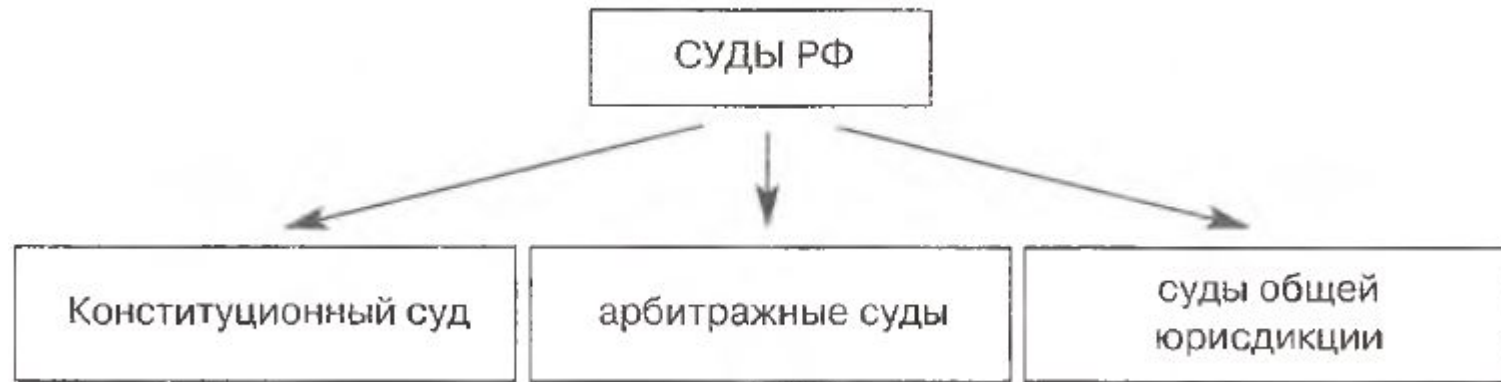 СУДЫ РФ
Конституционный суд
арбитражные суды
суды общей
юрисдикции